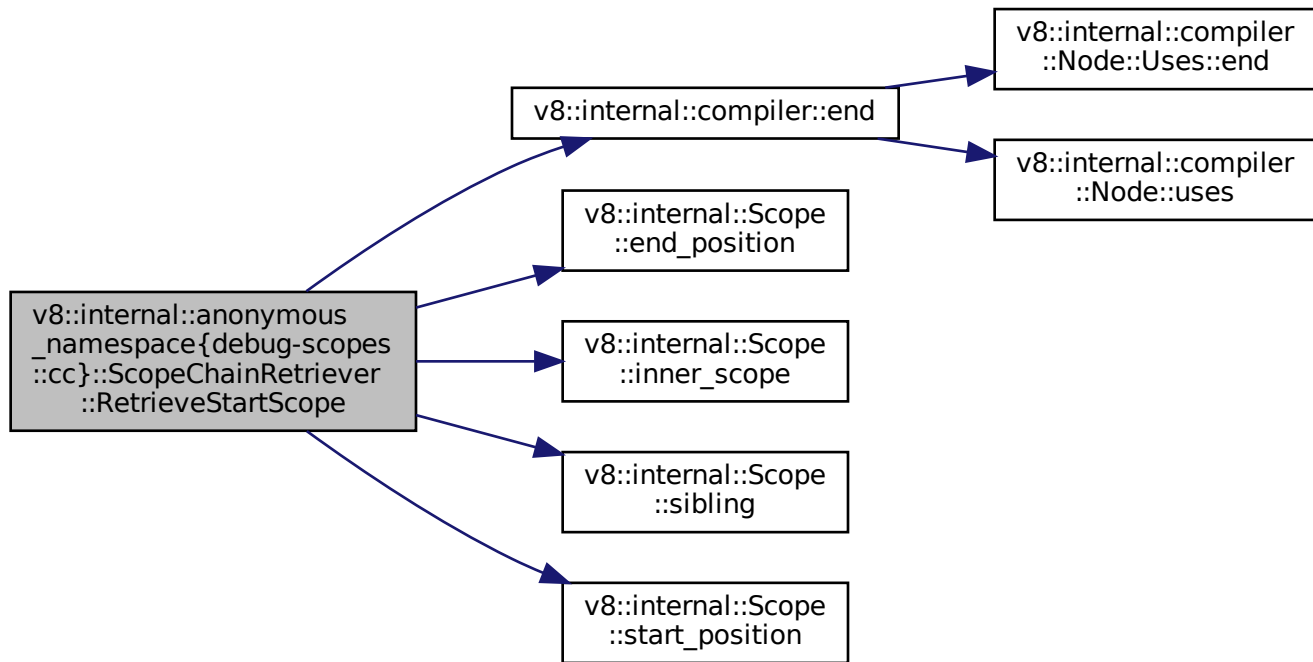 v8::internal::anonymous
_namespace{debug-scopes
::cc}::ScopeChainRetriever
::RetrieveStartScope
v8::internal::compiler::end
v8::internal::compiler
::Node::Uses::end
v8::internal::compiler
::Node::uses
v8::internal::Scope
::end_position
v8::internal::Scope
::inner_scope
v8::internal::Scope
::sibling
v8::internal::Scope
::start_position